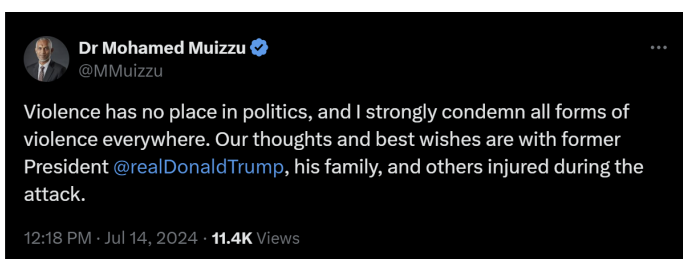 Dr Mohamed Muizzu
@MMuizzu
Violence has no place in politics, and I strongly condemn all forms of
violence everywhere. Our thoughts and best wishes are with former
President @realDonaldTrump, his family, and others injured during the
attack.
12:18 PM · Jul 14, 2024 · 11.4K Views